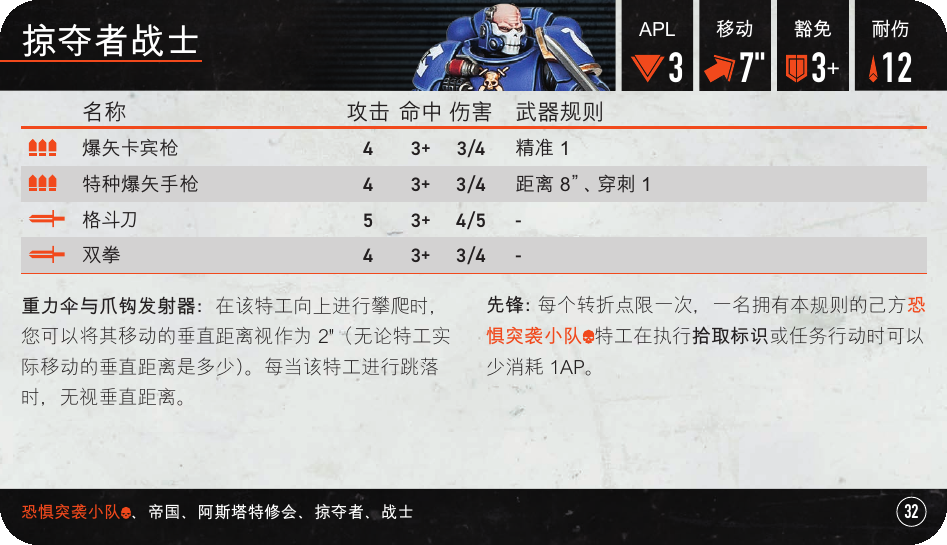 掠夺者战士
APL 移动 豁免 耐伤
3 7" 3+ 12
名称 攻击 命中 伤害 武器规则
爆矢卡宾枪 4 3+ 3/4 精准 1
特种爆矢手枪 4 3+ 3/4 距离 8”、穿刺 1
格斗刀 5 3+ 4/5 -
双拳 4 3+ 3/4 -
重力伞与爪钩发射器：在该特工向上进行攀爬时，
您可以将其移动的垂直距离视作为 2"（无论特工实
际移动的垂直距离是多少）。每当该特工进行跳落
时，无视垂直距离。
先锋: 每个转折点限一次，一名拥有本规则的己方恐
惧突袭小队特工在执行拾取标识或任务行动时可以
少消耗 1AP。
恐惧突袭小队、帝国、阿斯塔特修会、掠夺者、战士
32